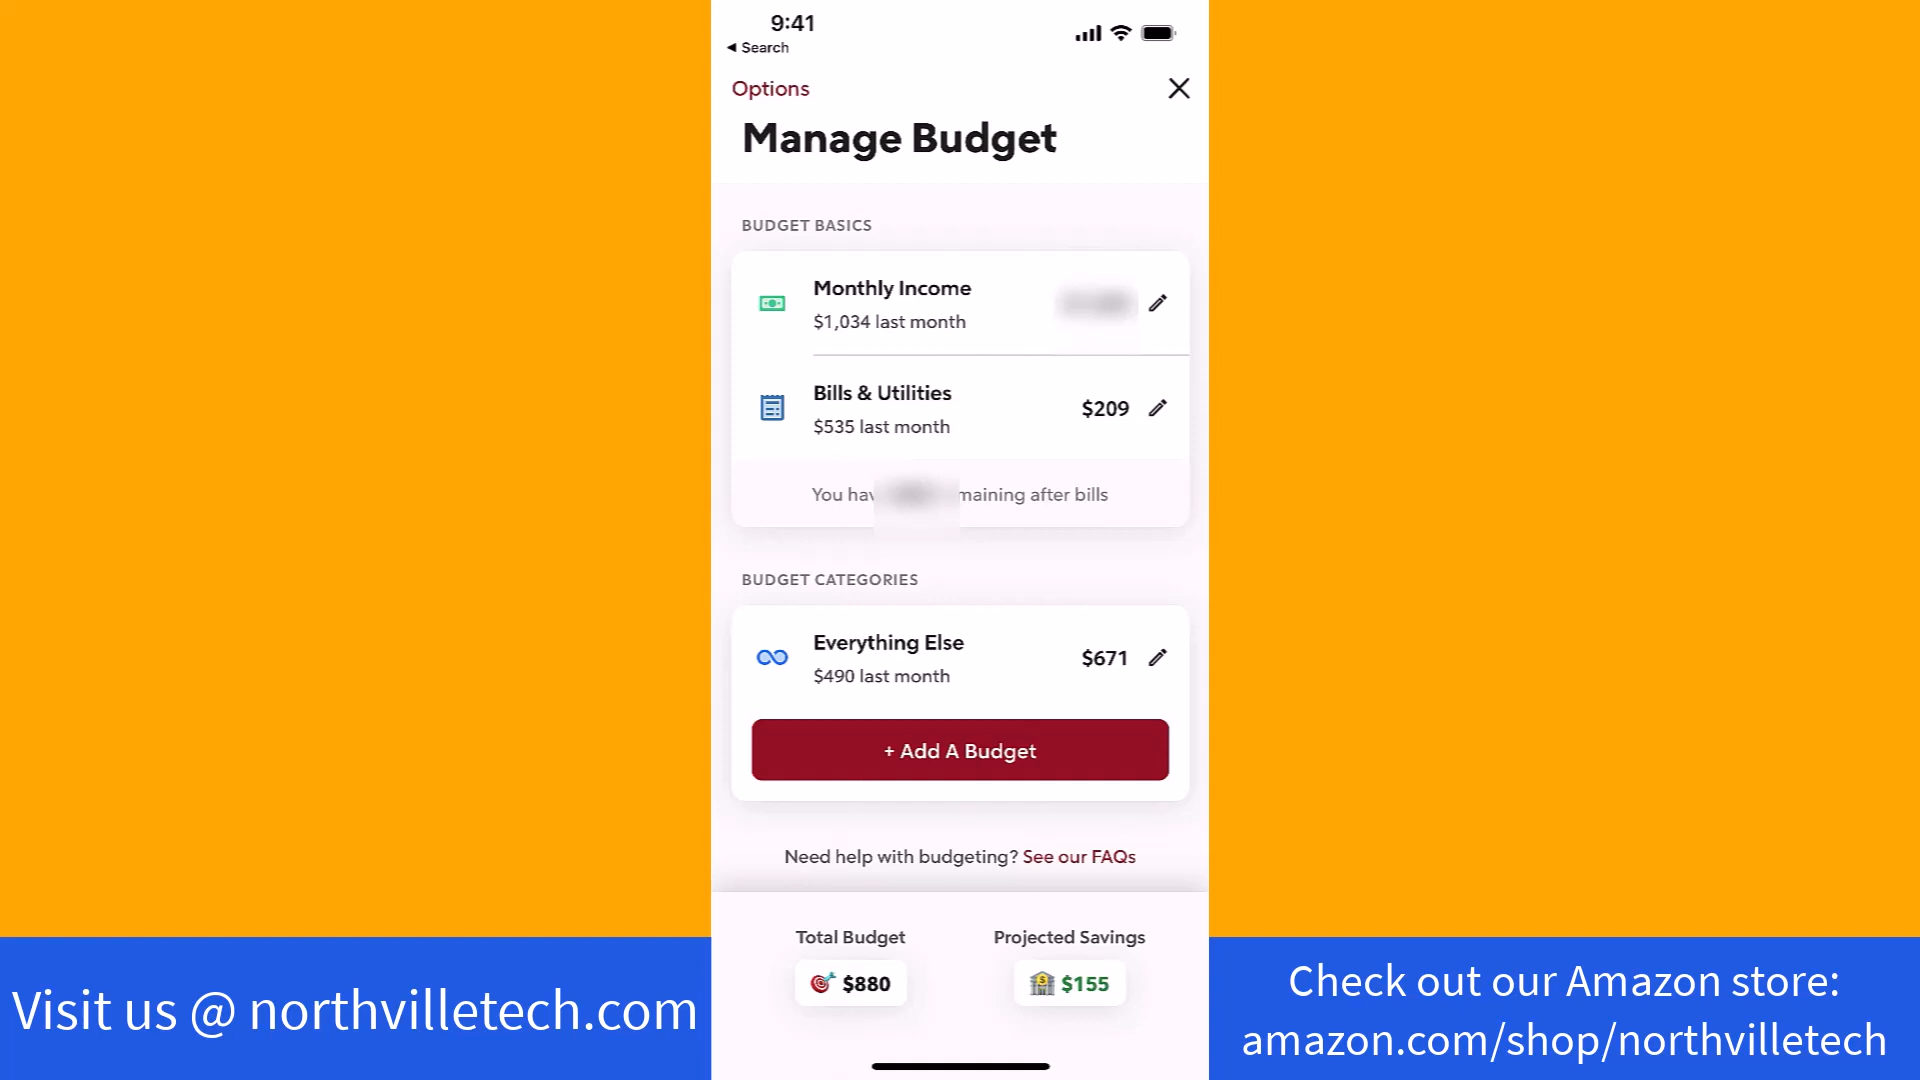 9:41
Search
Options
Manage Budget
BUDGET BASICS
Monthly Income
$1,034 last month
Bills & Utilities
$535 last month
$209
You hav maining after bills
BUDGET CATEGORIES
Everything Else
$490 last month
$671
+ Add A Budget
Need help with budgeting? See our FAQs
Total Budget
$880
Projected Savings
$155
Visit us @ northvilletech.com
Check out our Amazon store:
amazon.com/shop/northvilletech